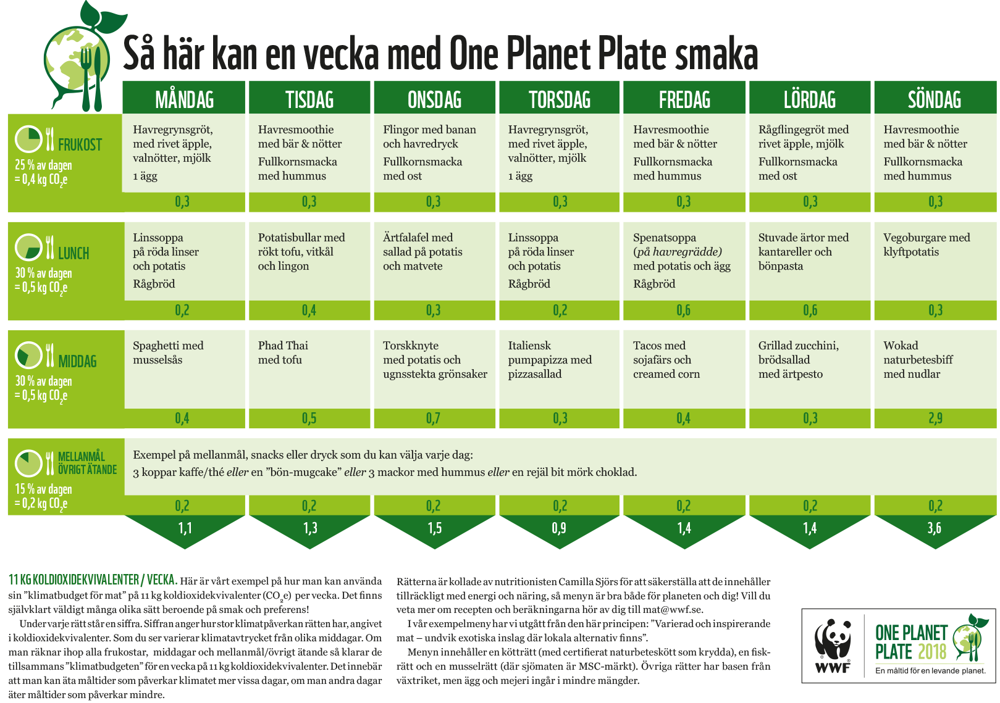 Så här kan en vecka med One Planet Plate smaka
MÅNDAG TISDAG ONSDAG TORSDAG FREDAG LÖRDAG SÖNDAG
FRUKOST
25 % av dagen
= 0,4 kg CO₂e
Havregrynsgröt,
med rivet äpple,
valnötter, mjölk
1 ägg
0,3
Havresmoothie
med bär & nötter
Fullkornsmacka
med hummus
0,3
Flingor med banan
och havredryck
Fullkornsmacka
med ost
0,3
Havregrynsgröt,
med rivet äpple,
valnötter, mjölk
1 ägg
0,3
Havresmoothie
med bär & nötter
Fullkornsmacka
med hummus
0,3
Rågflingegröt med
rivet äpple, mjölk
Fullkornsmacka
med ost
0,3
Havresmoothie
med bär & nötter
Fullkornsmacka
med hummus
0,3
LUNCH
30 % av dagen
= 0,5 kg CO₂e
Linssoppa
på röda linser
och potatis
Rågbröd
0,2
Potatisbullar med
rökt tofu, vitkål
och lingon
0,4
Ärtfalafel med
sallad på potatis
och matvete
0,3
Linssoppa
på röda linser
och potatis
Rågbröd
0,2
Spenatsoppa
(på havregrädde)
med potatis och ägg
Rågbröd
0,6
Stuvade ärtor med
kantareller och
bönpasta
0,6
Vegoburgare med
klyftpotatis
0,3
MIDDAG
30 % av dagen
= 0,5 kg CO₂e
Spaghetti med
musselsås
0,4
Phad Thai
med tofu
0,5
Torskknyte
med potatis och
ugnsstekta grönsaker
0,7
Italiensk
pumpapizza med
pizzasallad
0,3
Tacos med
sojafärs och
creamed corn
0,4
Grillad zucchini,
brödsallad
med ärtpesto
0,3
Wokad
naturbetesbiff
med nudlar
2,9
MELLANMÅL
ÖVRIGT ÄTANDE
15 % av dagen
= 0,2 kg CO₂e
Exempel på mellanmål, snacks eller dryck som du kan välja varje dag:
3 koppar kaffe/thé eller en ”bön-mugcake” eller 3 mackor med hummus eller en rejäl bit mörk choklad.
0,2 0,2 0,2 0,2 0,2 0,2 0,2
1,1 1,3 1,5 0,9 1,4 1,4 3,6
11 KG KOLDIOXIDEKVIVALENTER / VECKA. Här är vårt exempel på hur man kan använda
sin ”klimatbudget för mat” på 11 kg koldioxidekvivalenter (CO₂e) per vecka. Det finns
självklart väldigt många olika sätt beroende på smak och preferens!
Under varje rätt står en siffra. Siffran anger hur stor klimatpåverkan rätten har, angivet
i koldioxidekvivalenter. Som du ser varierar klimatavtrycket från olika middagar. Om
man räknar ihop alla frukostar, middagar och mellanmål/övrigt ätande så klarar de
tillsammans ”klimatbudgeten” för en vecka på 11 kg koldioxidekvivalenter. Det innebär
att man kan äta måltider som påverkar klimatet mer vissa dagar, om man andra dagar
äter måltider som påverkar mindre.
Rätterna är kollade av nutritionisten Camilla Sjörs för att säkerställa att de innehåller
tillräckligt med energi och näring, så menyn är bra både för planeten och dig! Vill du
veta mer om recepten och beräkningarna hör av dig till mat@wwf.se.
I vår exempelmeny har vi utgått från den här principen: ”Varierad och inspirerande
mat – undvik exotiska inslag där lokala alternativ finns”.
Menyn innehåller en kötträtt (med certifierat naturbeteskött som krydda), en fisk-
rätt och en musselrätt (där sjömaten är MSC-märkt). Övriga rätter har basen från
växtriket, men ägg och mejeri ingår i mindre mängder.
WWF
©
®
ONE PLANET
PLATE 2018
En måltid för en levande planet.